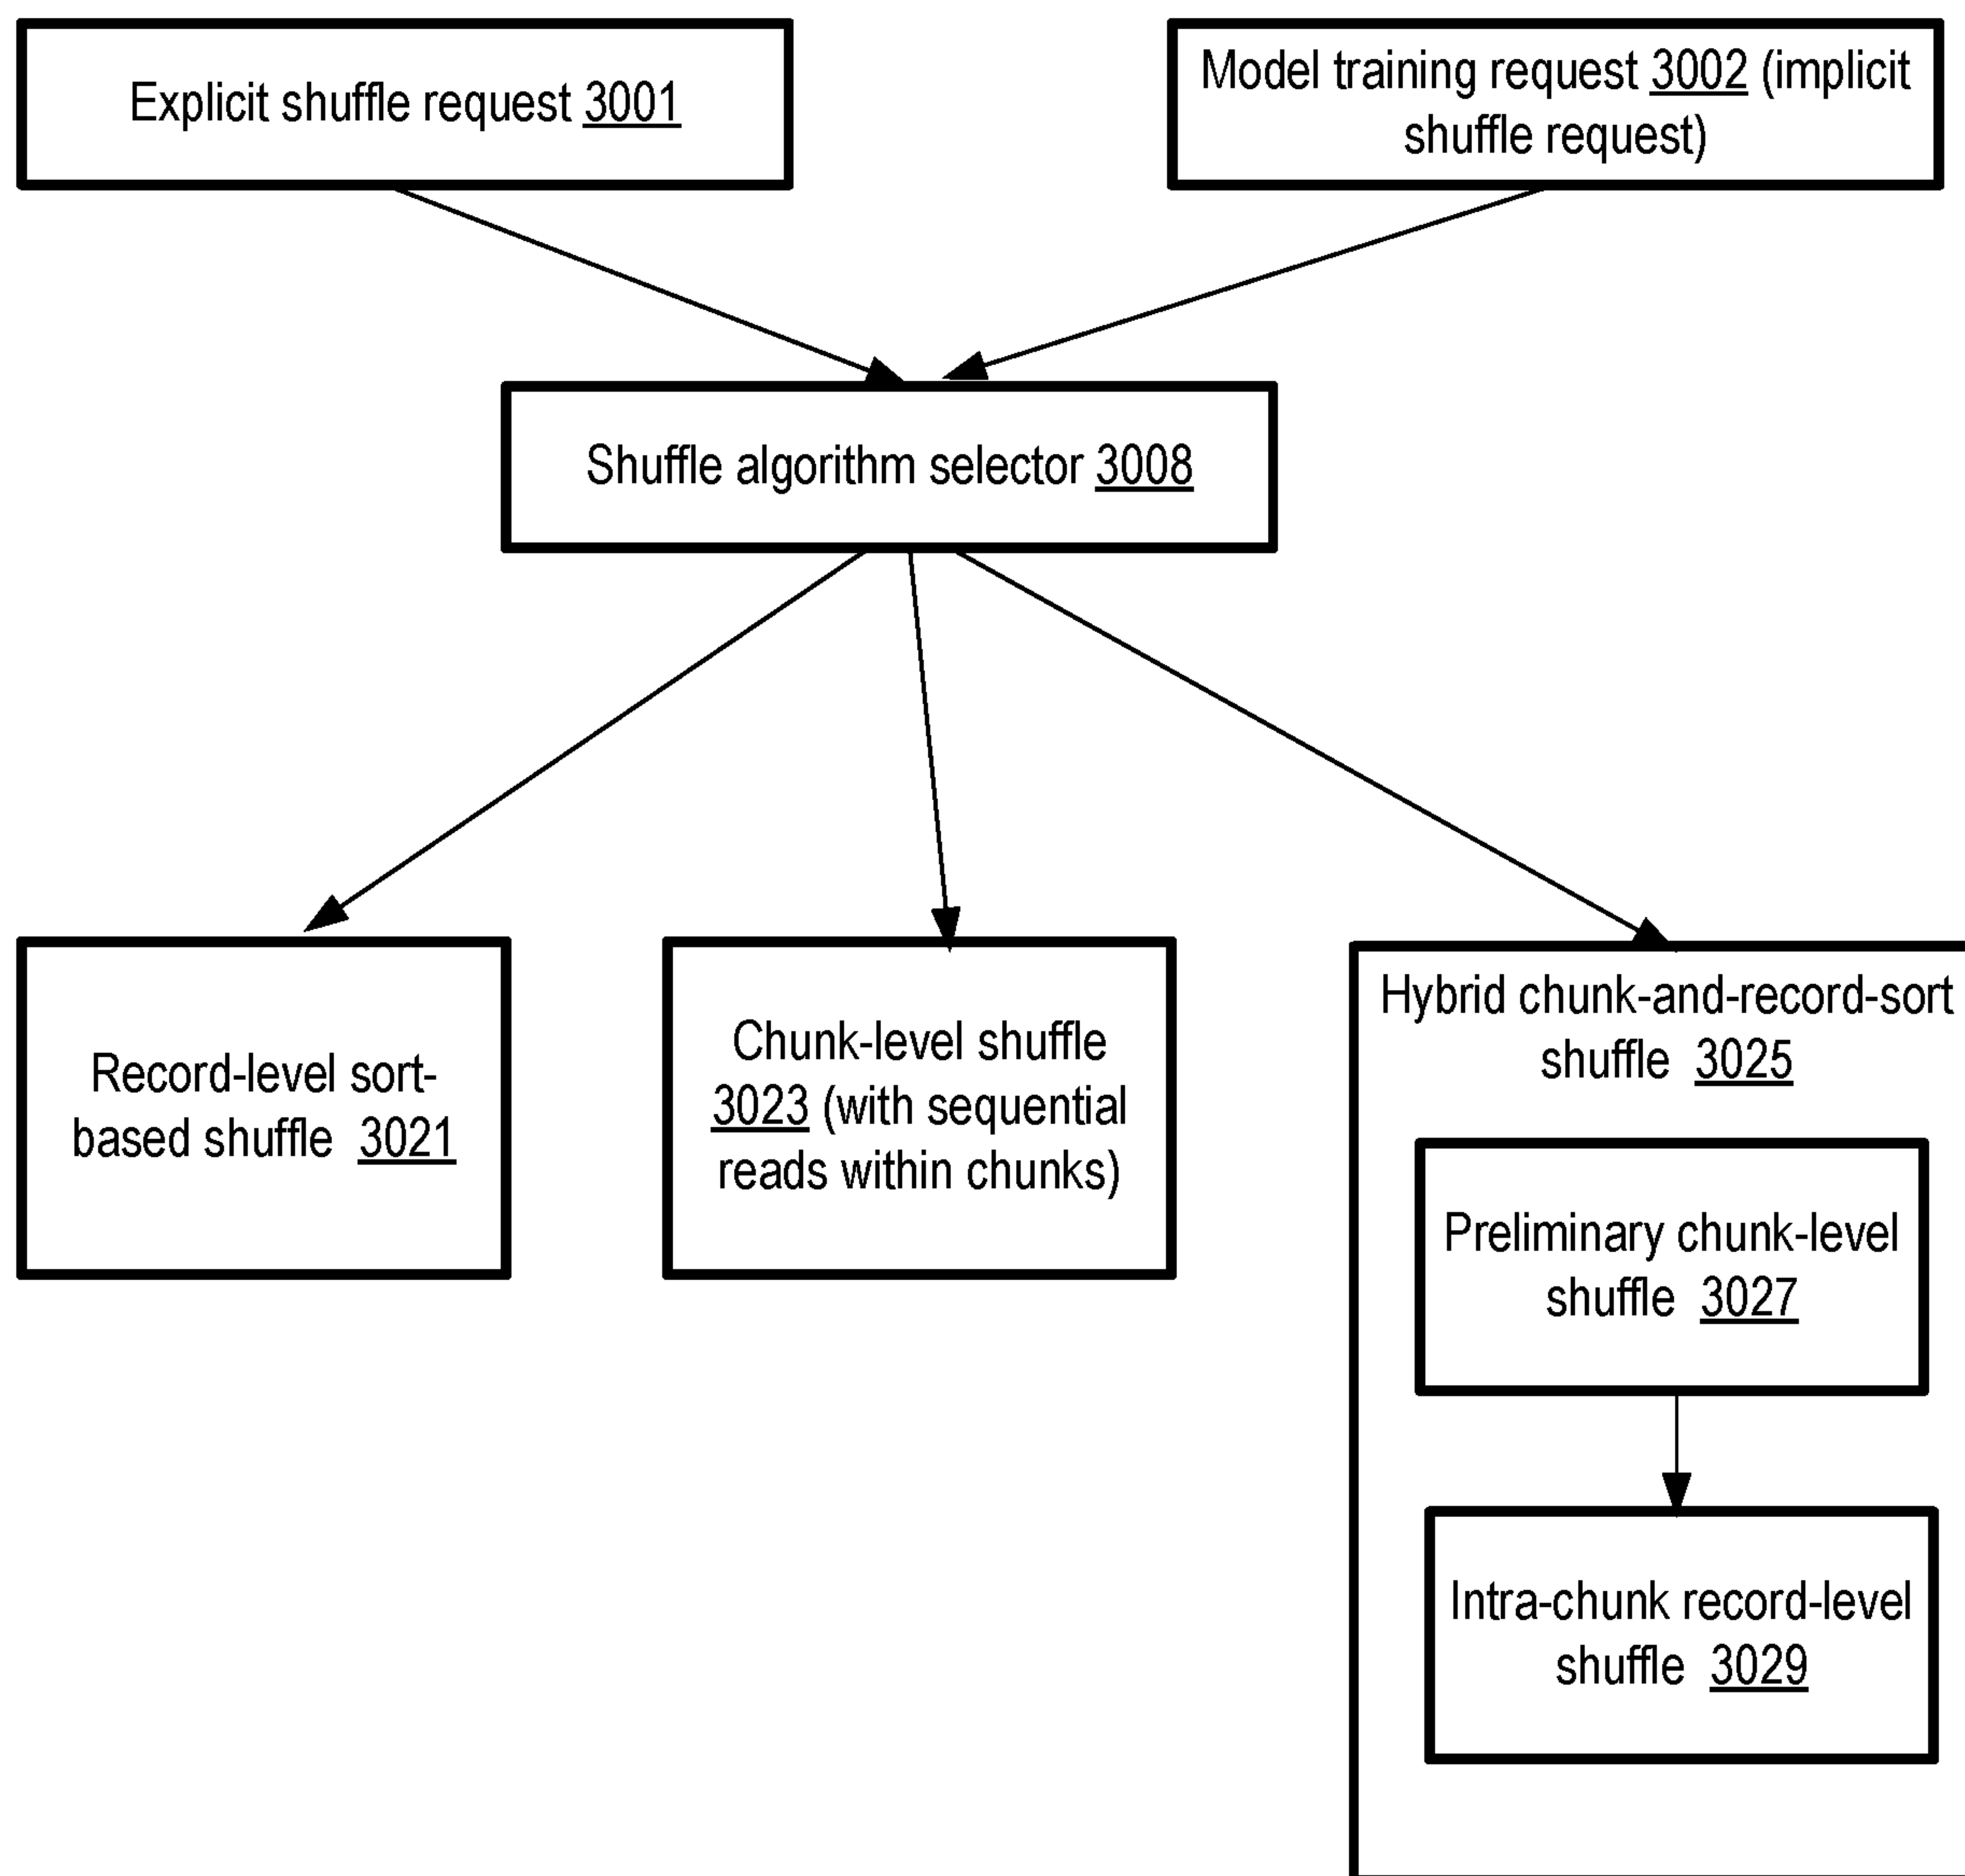 Explicit shuffle request 3001
Model training request 3002 (implicit
shuffle request)
Shuffle algorithm selector 3008
Record-level sort-
based shuffle 3021
Chunk-level shuffle
3023 (with sequential
reads within chunks)
Hybrid chunk-and-record-sort
shuffle 3025
Preliminary chunk-level
shuffle 3027
Intra-chunk record-level
shuffle 3029